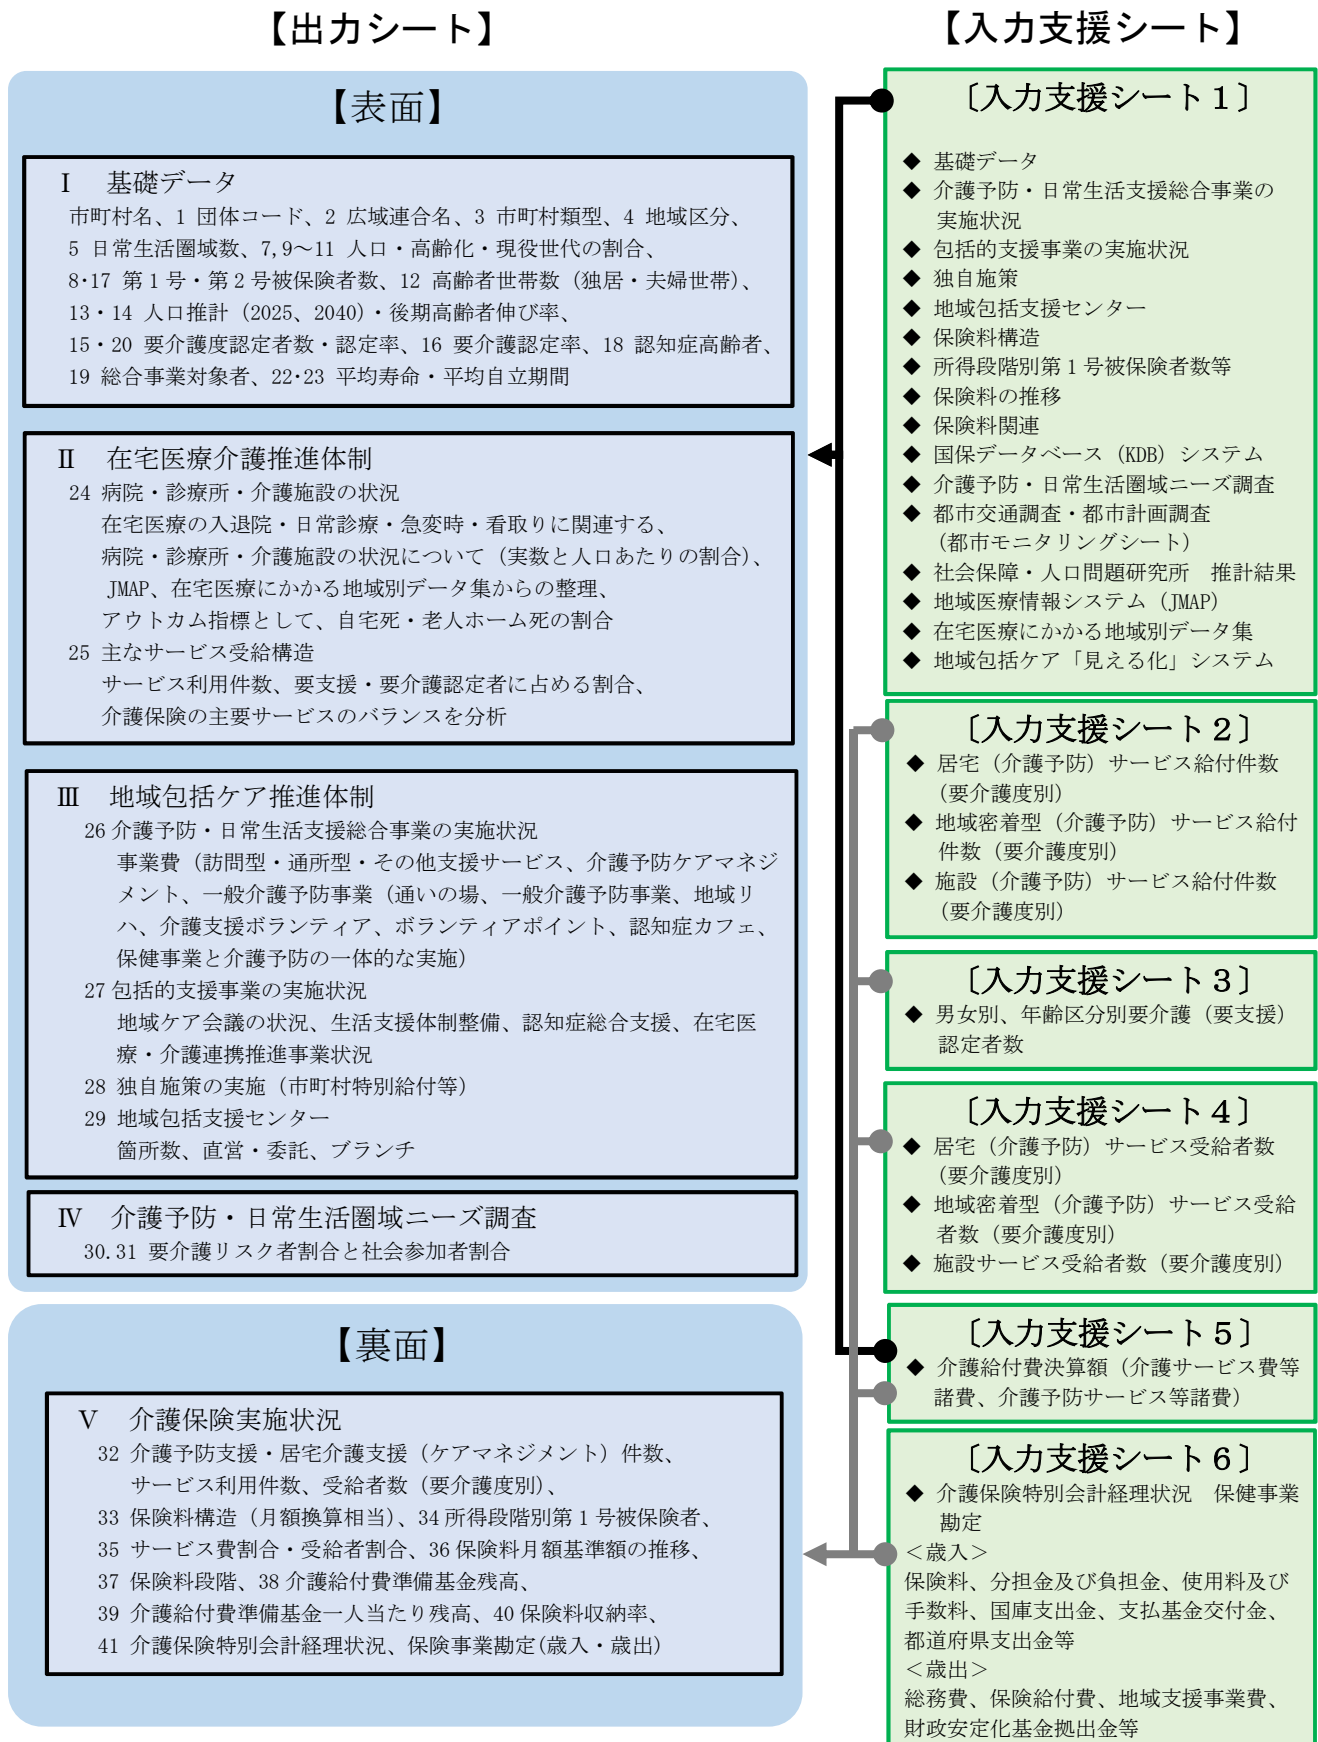 【出力シート】
【表面】
Ⅰ　基礎データ
市町村名、1 団体コード、2 広域連合名、3 市町村類型、4 地域区分、
5 日常生活圏域数、7,9～11 人口・高齢化・現役世代の割合、
8・17 第1号・第2号被保険者数、12 高齢者世帯数（独居・夫婦世帯）、
13・14 人口推計（2025、2040）・後期高齢者伸び率、
15・20 要介護度認定者数・認定率、16 要介護認定率、18 認知症高齢者、
19 総合事業対象者、22・23 平均寿命・平均自立期間
Ⅱ　在宅医療介護推進体制
24 病院・診療所・介護施設の状況
在宅医療の入退院・日常診療・急変時・看取りに関連する、
病院・診療所・介護施設の状況について（実数と人口あたりの割合）、
JMAP、在宅医療にかかる地域別データ集からの整理、
アウトカム指標として、自宅死・老人ホーム死の割合
25 主なサービス受給構造
サービス利用件数、要支援・要介護認定者に占める割合、
介護保険の主要サービスのバランスを分析
Ⅲ　地域包括ケア推進体制
26 介護予防・日常生活支援総合事業の実施状況
事業費（訪問型・通所型・その他支援サービス、介護予防ケアマネジ
メント、一般介護予防事業（通いの場、一般介護予防事業、地域リ
ハ、介護支援ボランティア、ボランティアポイント、認知症カフェ、
保健事業と介護予防の一体的な実施）
27 包括的支援事業の実施状況
地域ケア会議の状況、生活支援体制整備、認知症総合支援、在宅医
療・介護連携推進事業状況
28 独自施策の実施（市町村特別給付等）
29 地域包括支援センター
箇所数、直営・委託、ブランチ
Ⅳ　介護予防・日常生活圏域ニーズ調査
30.31 要介護リスク者割合と社会参加者割合
【裏面】
Ⅴ　介護保険実施状況
32 介護予防支援・居宅介護支援（ケアマネジメント）件数、
サービス利用件数、受給者数（要介護度別）、
33 保険料構造（月額換算相当）、34 所得段階別第1号被保険者、
35 サービス費割合・受給者割合、36 保険料月額基準額の推移、
37 保険料段階、38 介護給付費準備基金残高、
39 介護給付費準備基金一人当たり残高、40 保険料収納率、
41 介護保険特別会計経理状況、保険事業勘定(歳入・歳出)
【入力支援シート】
〔入力支援シート１〕
◆ 基礎データ
◆ 介護予防・日常生活支援総合事業の
実施状況
◆ 包括的支援事業の実施状況
◆ 独自施策
◆ 地域包括支援センター
◆ 保険料構造
◆ 所得段階別第1号被保険者数等
◆ 保険料の推移
◆ 保険料関連
◆ 国保データベース（KDB）システム
◆ 介護予防・日常生活圏域ニーズ調査
◆ 都市交通調査・都市計画調査
（都市モニタリングシート）
◆ 社会保障・人口問題研究所　推計結果
◆ 地域医療情報システム（JMAP）
◆ 在宅医療にかかる地域別データ集
◆ 地域包括ケア「見える化」システム
〔入力支援シート２〕
◆ 居宅（介護予防）サービス給付件数
（要介護度別）
◆ 地域密着型（介護予防）サービス給付
件数（要介護度別）
◆ 施設（介護予防）サービス給付件数
（要介護度別）
〔入力支援シート３〕
◆ 男女別、年齢区分別要介護（要支援）
認定者数
〔入力支援シート４〕
◆ 居宅（介護予防）サービス受給者数
（要介護度別）
◆ 地域密着型（介護予防）サービス受給
者数（要介護度別）
◆ 施設サービス受給者数（要介護度別）
〔入力支援シート５〕
◆ 介護給付費決算額（介護サービス費等
諸費、介護予防サービス等諸費）
〔入力支援シート６〕
◆ 介護保険特別会計経理状況　保健事業
勘定
＜歳入＞
保険料、分担金及び負担金、使用料及び
手数料、国庫支出金、支払基金交付金、
都道府県支出金等
＜歳出＞
総務費、保険給付費、地域支援事業費、
財政安定化基金拠出金等